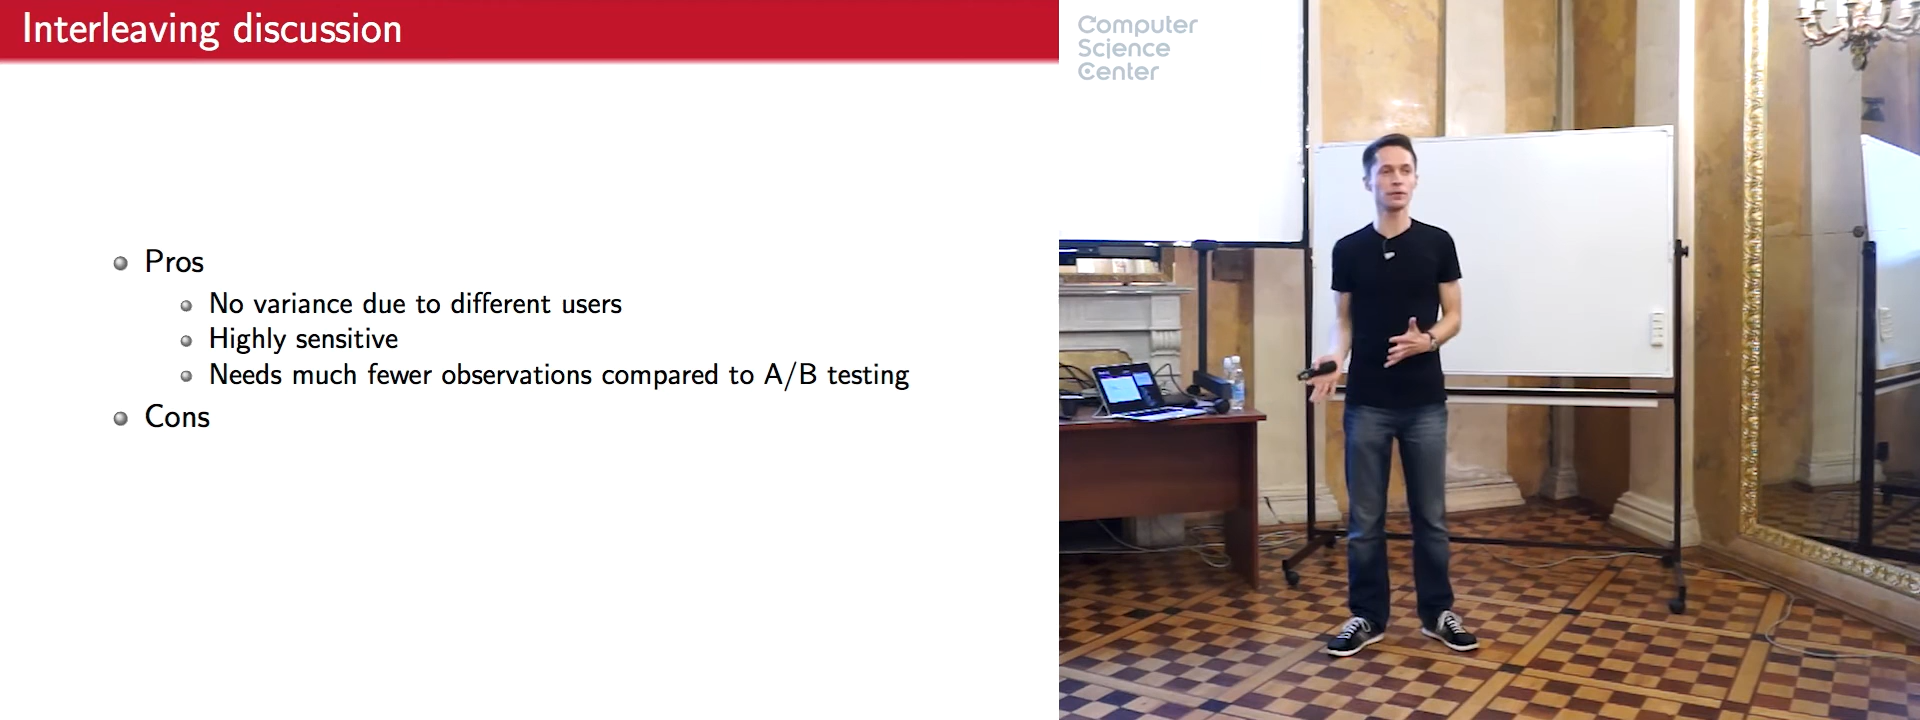 Interleaving discussion
Pros
No variance due to different users
Highly sensitive
Needs much fewer observations compared to A/B testing
Cons
Computer
Science
Center